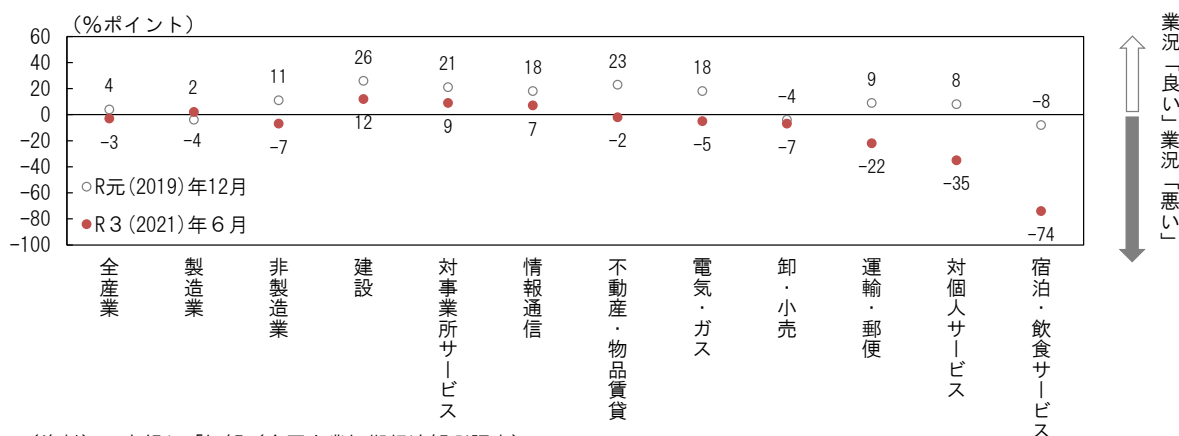 (％ポイント)
60
40
20
0
-20
-40
-60
-80
-100
4 2 11 26 21 18 23 18 -4 9 8 -8
-3 -4 -7 12 9 7 -2 -5 -7 -22 -35 -74
R元(2019)年12月
R３(2021)年６月
全産業
製造業
非製造業
建設
対事業所サービス
情報通信
不動産・物品賃貸
電気・ガス
卸・小売
運輸・郵便
対個人サービス
宿泊・飲食サービス
業況「良い」業況「悪い」